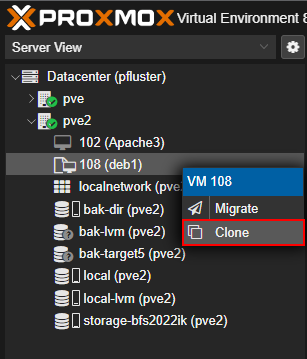 PROXMOX Virtual Environment 8
Server View
Datacenter (pfluster)
pve
pve2
102 (Apache3)
108 (deb1)
localnetwork (pve
bak-dir (pve2)
bak-lvm (pve2)
bak-target5 (pve2)
local (pve2)
local-lvm (pve2)
storage-bfs2022ik (pve2)
VM 108
Migrate
Clone